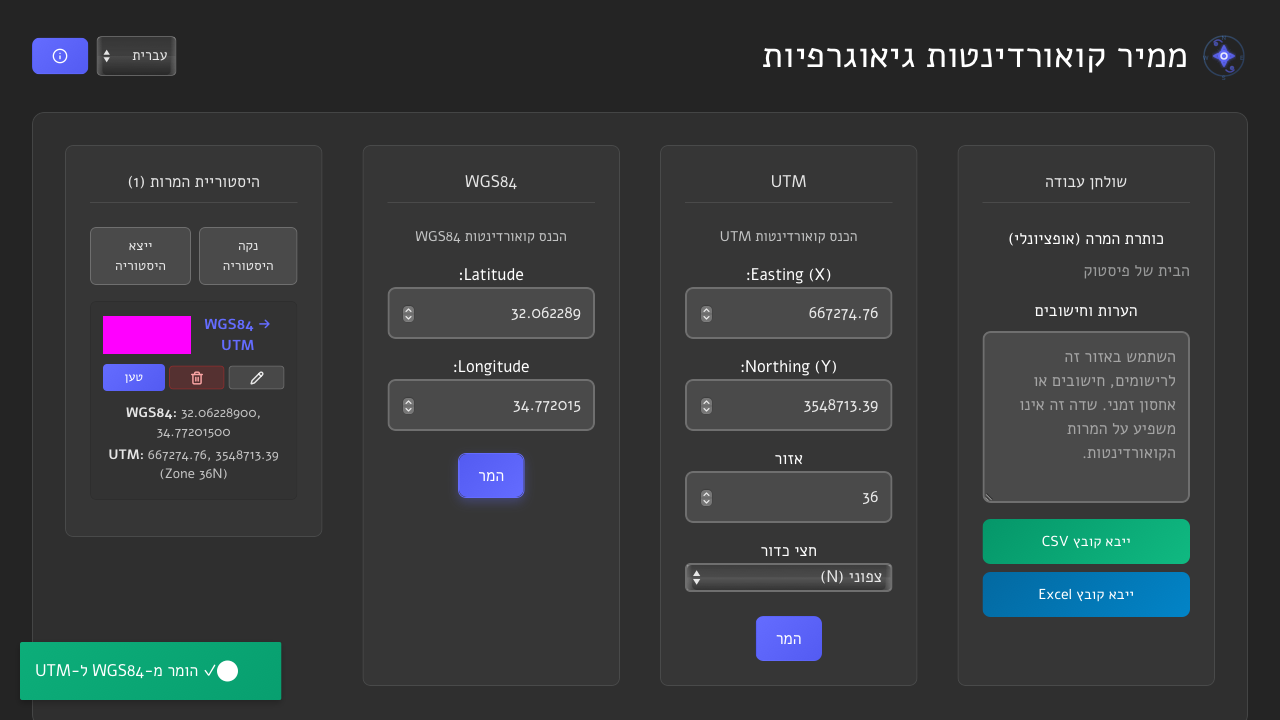 ממיר קואורדינטות גיאוגרפיות
עברית
שולחן עבודה
כותרת המרה (אופציונלי)
הבית של פיסטוק
הערות וחישובים
השתמש באזור זה
לרישומים, חישובים או
אחסון זמני. שדה זה אינו
משפיע על המרות
הקואורדינטות.
ייבא קובץ CSV
ייבא קובץ Excel
UTM
הכנס קואורדינטות UTM
Easting (X):
667274.76
Northing (Y):
3548713.39
אזור
36
חצי כדור
צפוני (N)
המר
WGS84
הכנס קואורדינטות WGS84
Latitude:
32.062289
Longitude:
34.772015
המר
היסטוריית המרות (1)
נקה
היסטוריה
ייצא
היסטוריה
WGS84 →
UTM
טען
WGS84: 32.06228900,
34.77201500
UTM: 667274.76, 3548713.39
(Zone 36N)
✓ הומר מ-WGS84 ל-UTM